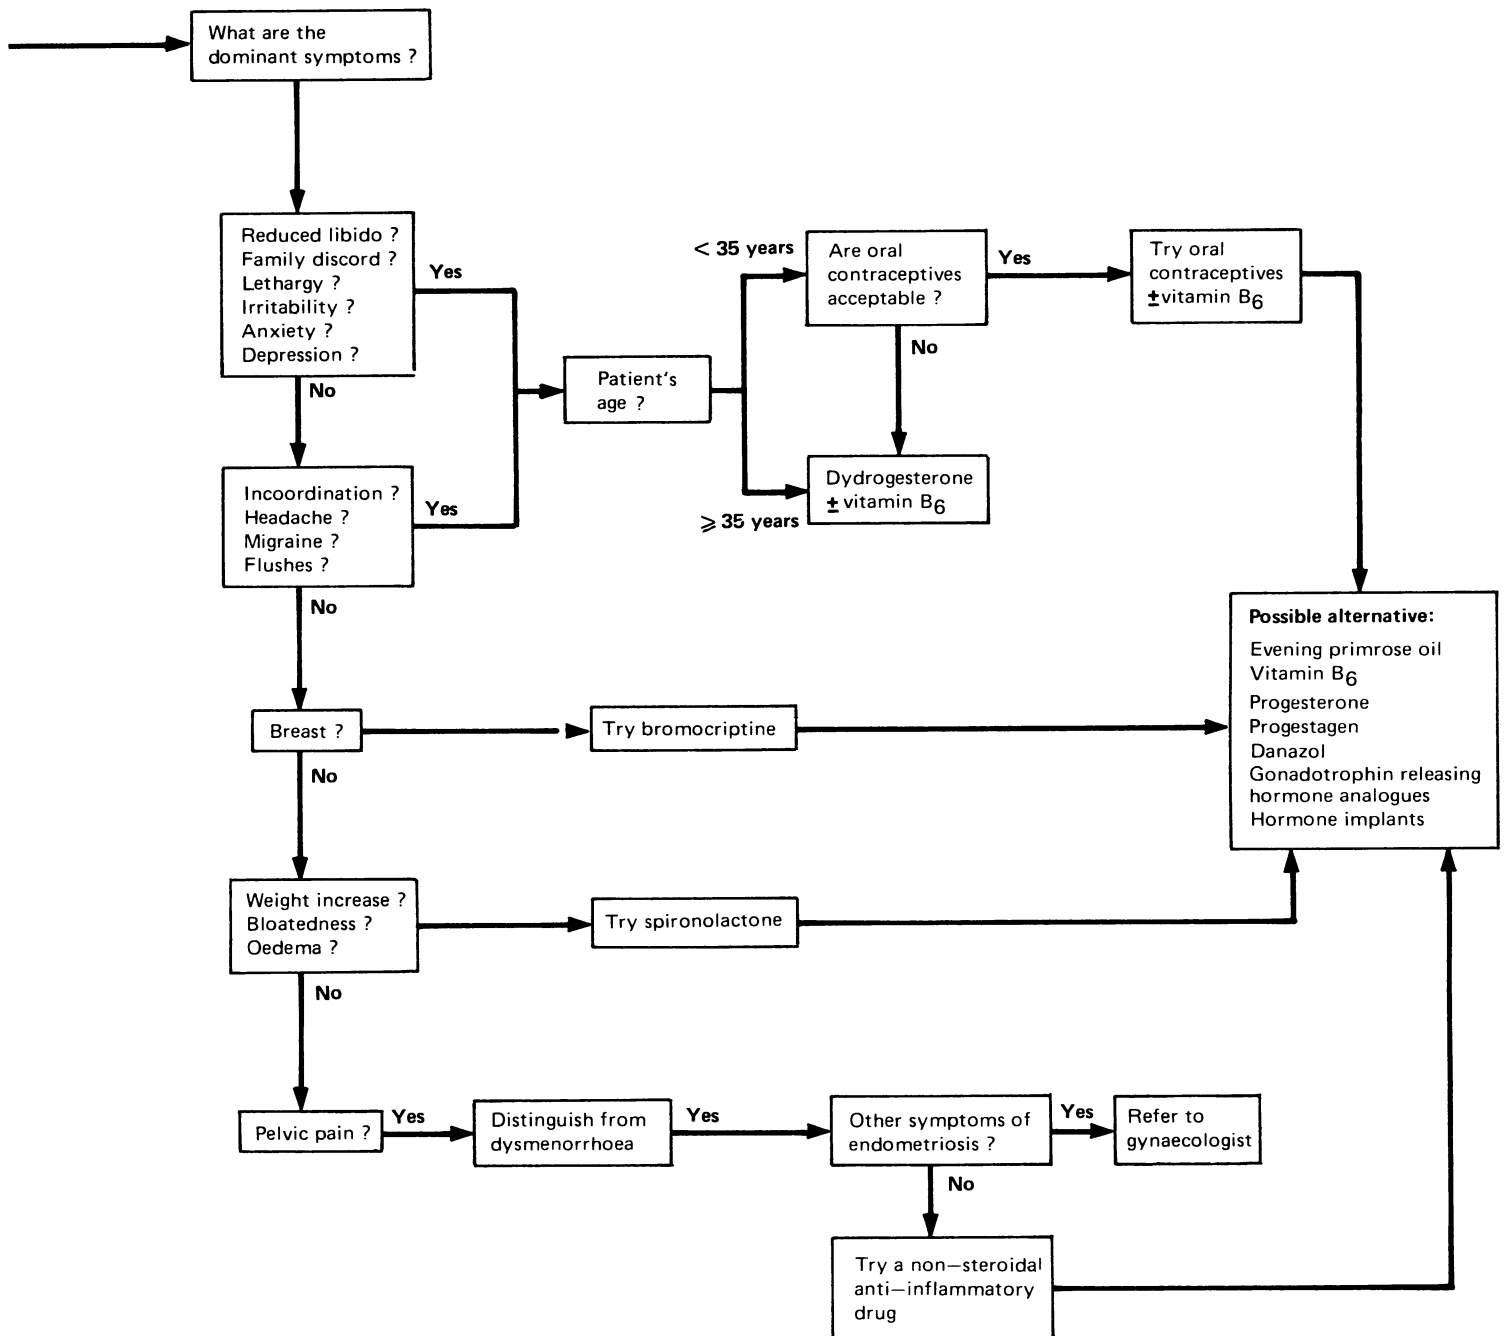 What are the
dominant symptoms ?
Reduced libido ?
Family discord ?
Lethargy ?
Irritability ?
Anxiety ?
Depression ?
Yes
No
Incoordination ?
Headache ?
Migraine ?
Flushes ?
Yes
No
Patient's
age ?
< 35 years
⩾ 35 years
Are oral
contraceptives
acceptable ?
Yes
No
Try oral
contraceptives
± vitamin B6
Dydrogesterone
± vitamin B6
Breast ?
No
Try bromocriptine
Possible alternative:
Evening primrose oil
Vitamin B6
Progesterone
Progestagen
Danazol
Gonadotrophin releasing
hormone analogues
Hormone implants
Weight increase ?
Bloatedness ?
Oedema ?
No
Try spironolactone
Pelvic pain ?
Yes
Distinguish from
dysmenorrhoea
Yes
Other symptoms of
endometriosis ?
Yes
No
Refer to
gynaecologist
Try a non—steroidal
anti—inflammatory
drug